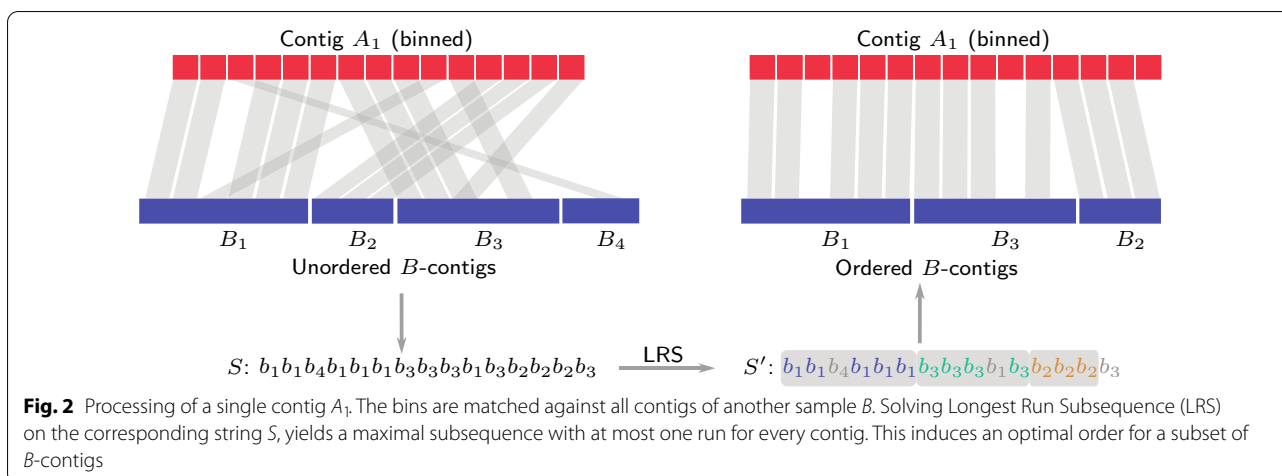 Contig A₁ (binned)
Contig A₁ (binned)
B₁ B₂ B₃ B₄
B₁ B₃ B₂
Unordered B-contigs
Ordered B-contigs
S: b₁b₁b₄b₁b₁b₁b₃b₃b₃b₁b₃b₂b₂b₂b₃
LRS
S′: b₁b₁b₄b₁b₁b₁b₃b₃b₃b₁b₃b₂b₂b₂b₃
Fig. 2 Processing of a single contig A₁. The bins are matched against all contigs of another sample B. Solving Longest Run Subsequence (LRS)
on the corresponding string S, yields a maximal subsequence with at most one run for every contig. This induces an optimal order for a subset of
B-contigs